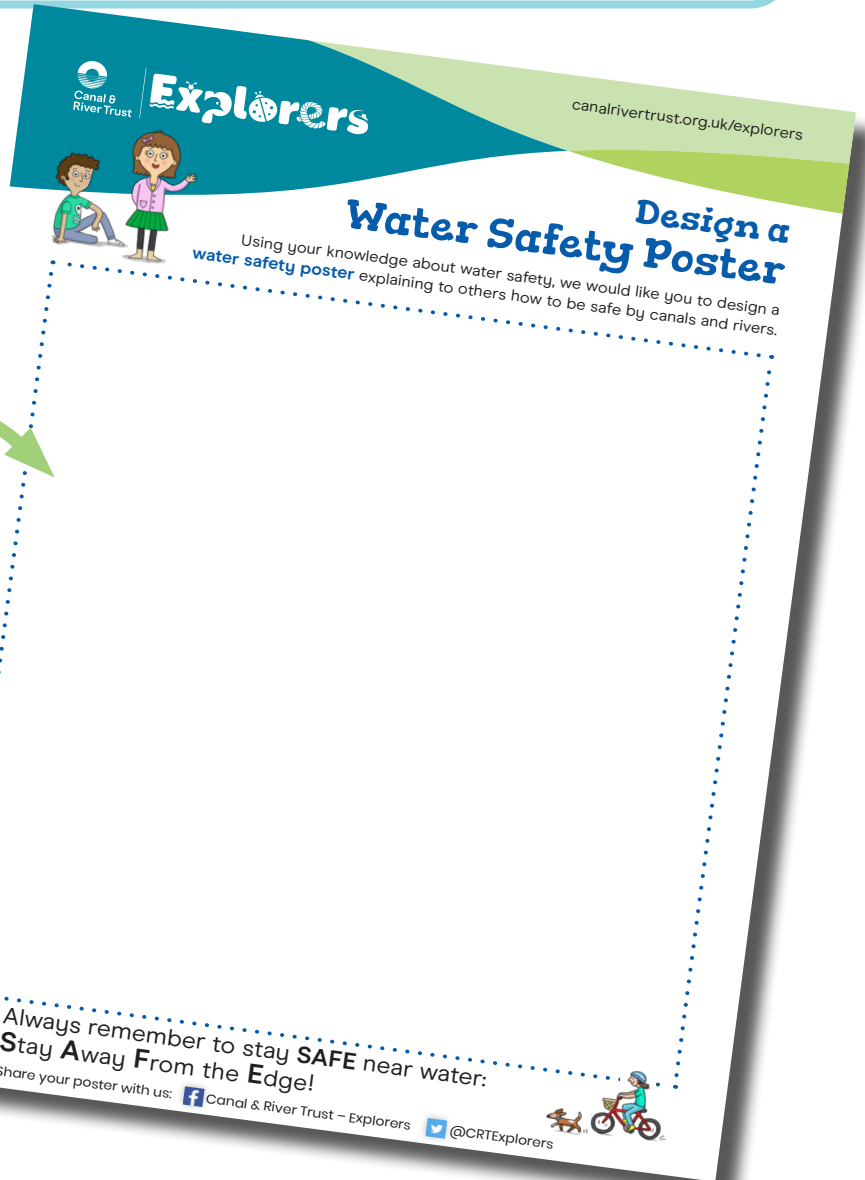 Canal &
River Trust
Explorers
canalrivertrust.org.uk/explorers
Design a
Water Safety Poster
Using your knowledge about water safety, we would like you to design a
water safety poster explaining to others how to be safe by canals and rivers.
Always remember to stay SAFE near water:
Stay Away From the Edge!
Share your poster with us: Canal & River Trust – Explorers @CRTExplorers